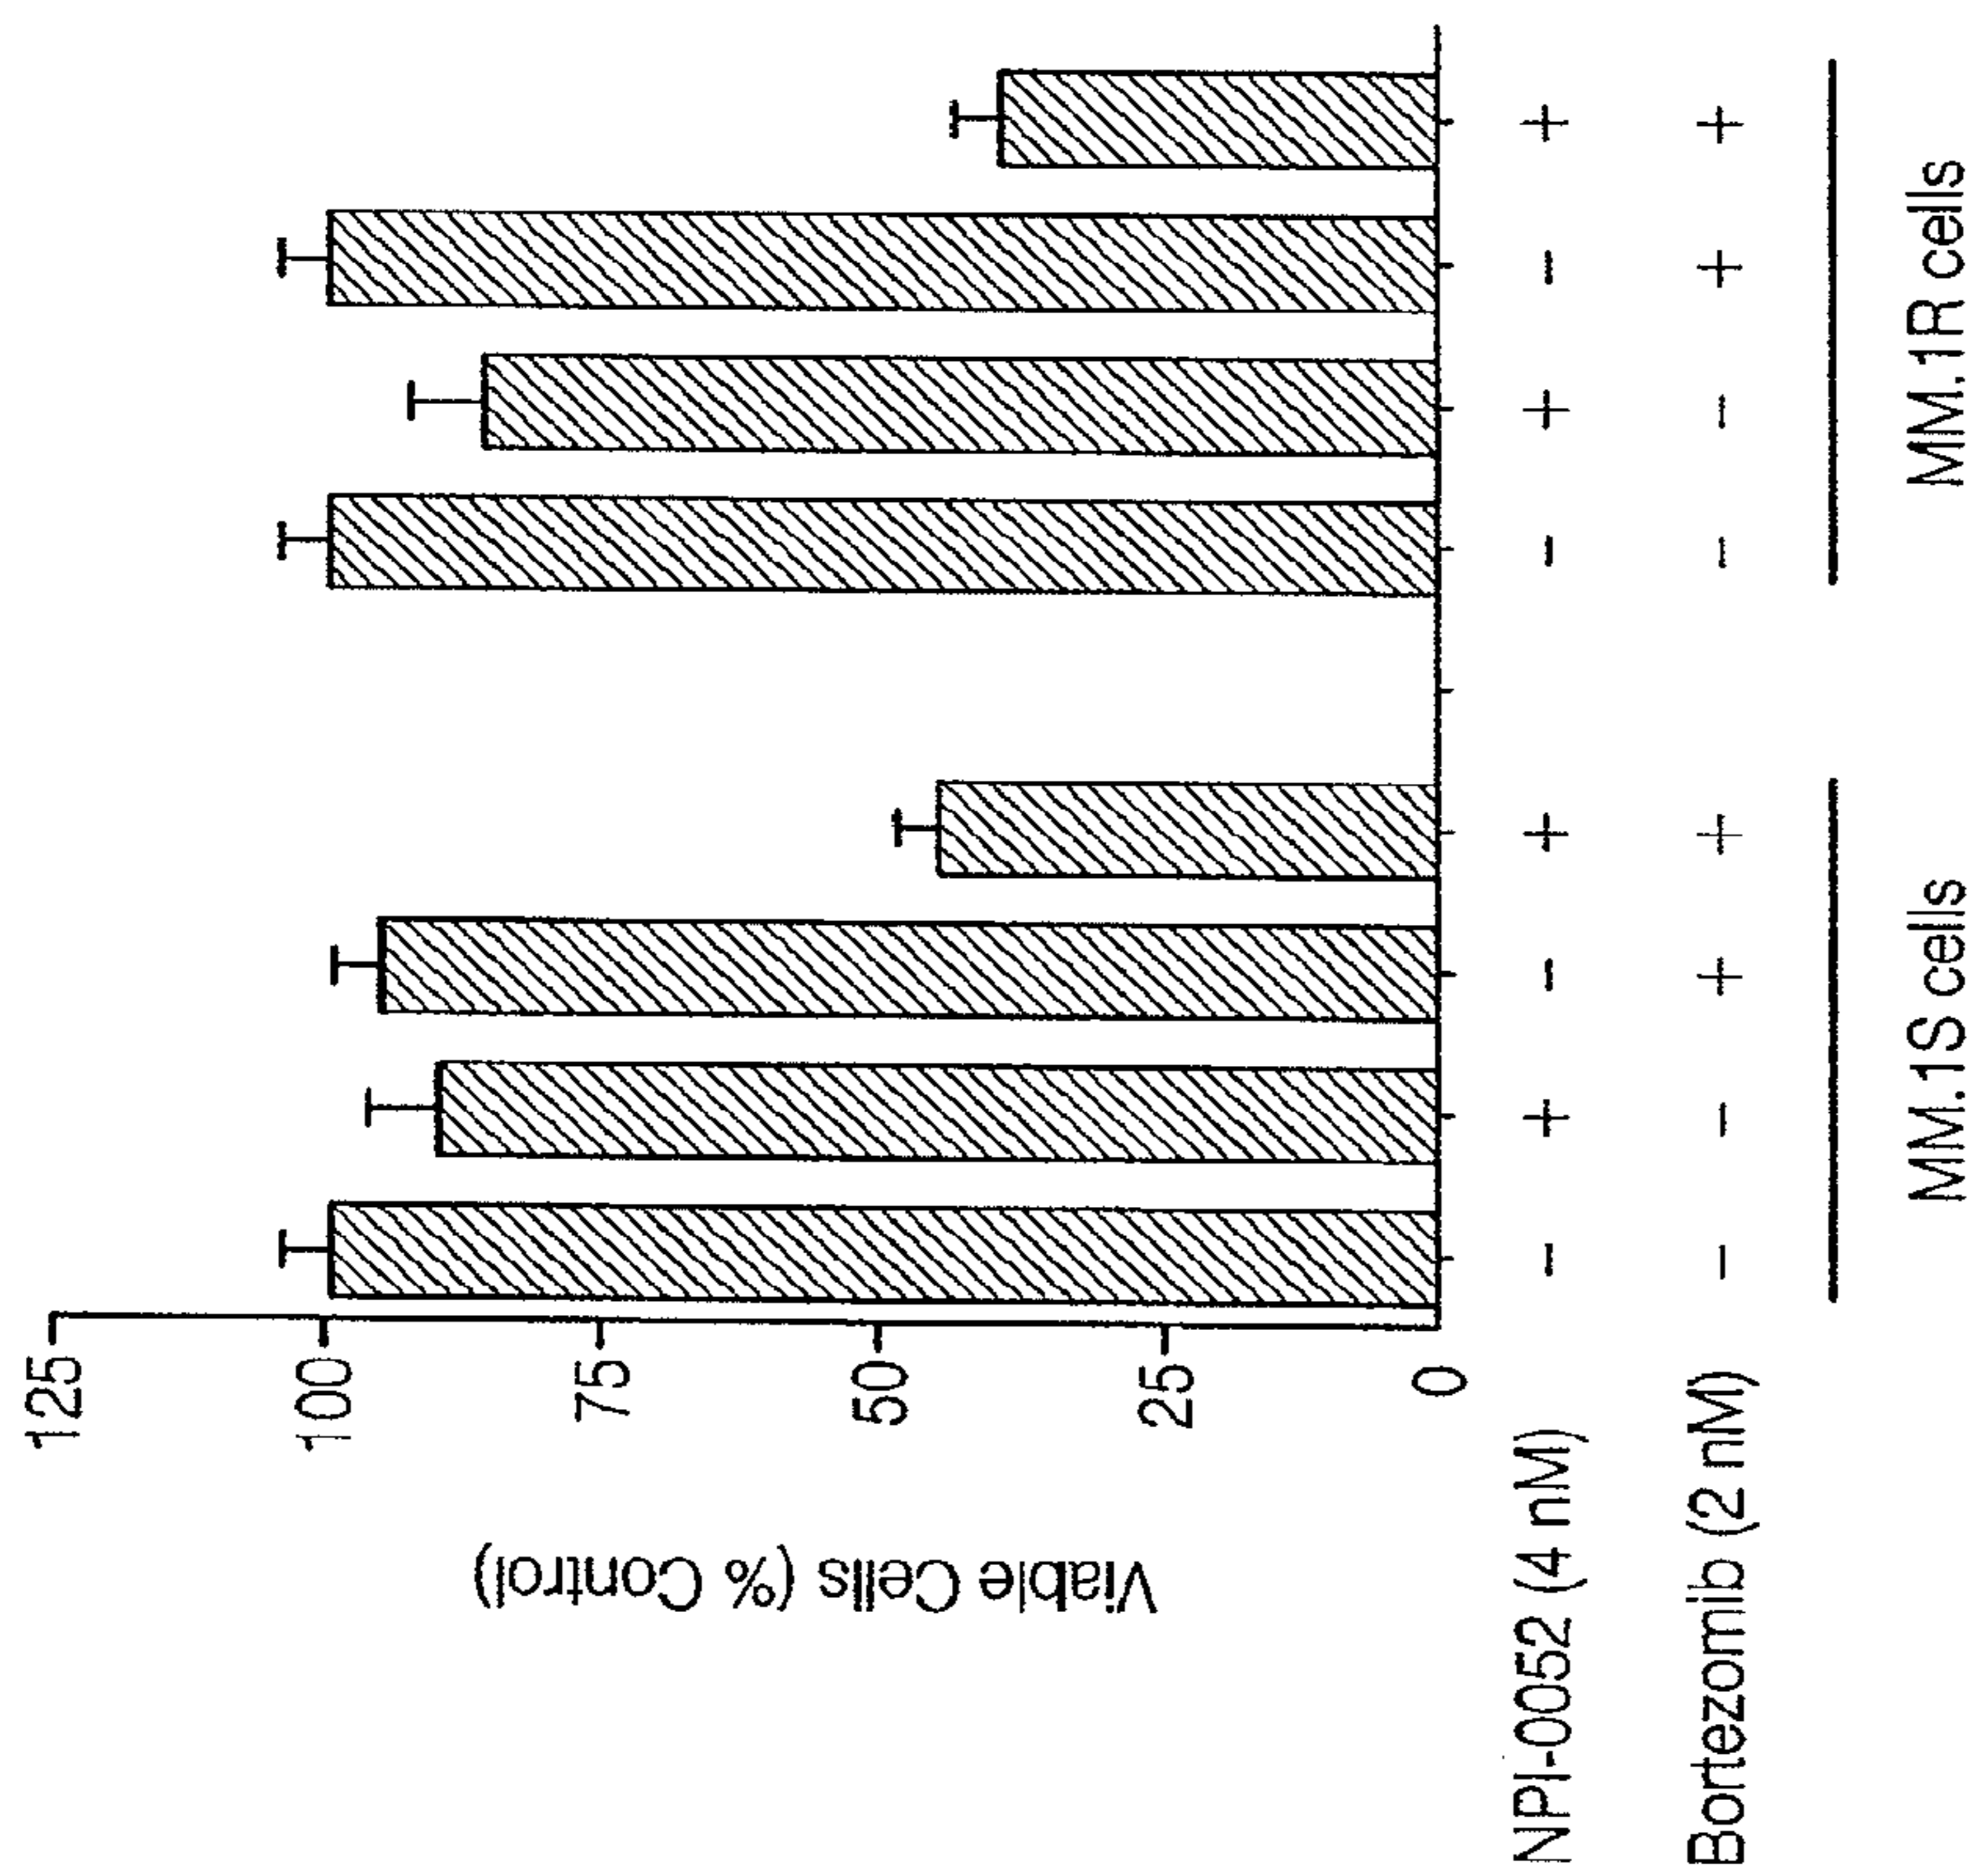 Viable Cells (% Control)
125
100
75
50
25
0
NPI-0052 (4 nM) - + - + - + - +
Bortezomib (2 nM) - - + + - - + +
MM.1S cells MM.1R cells